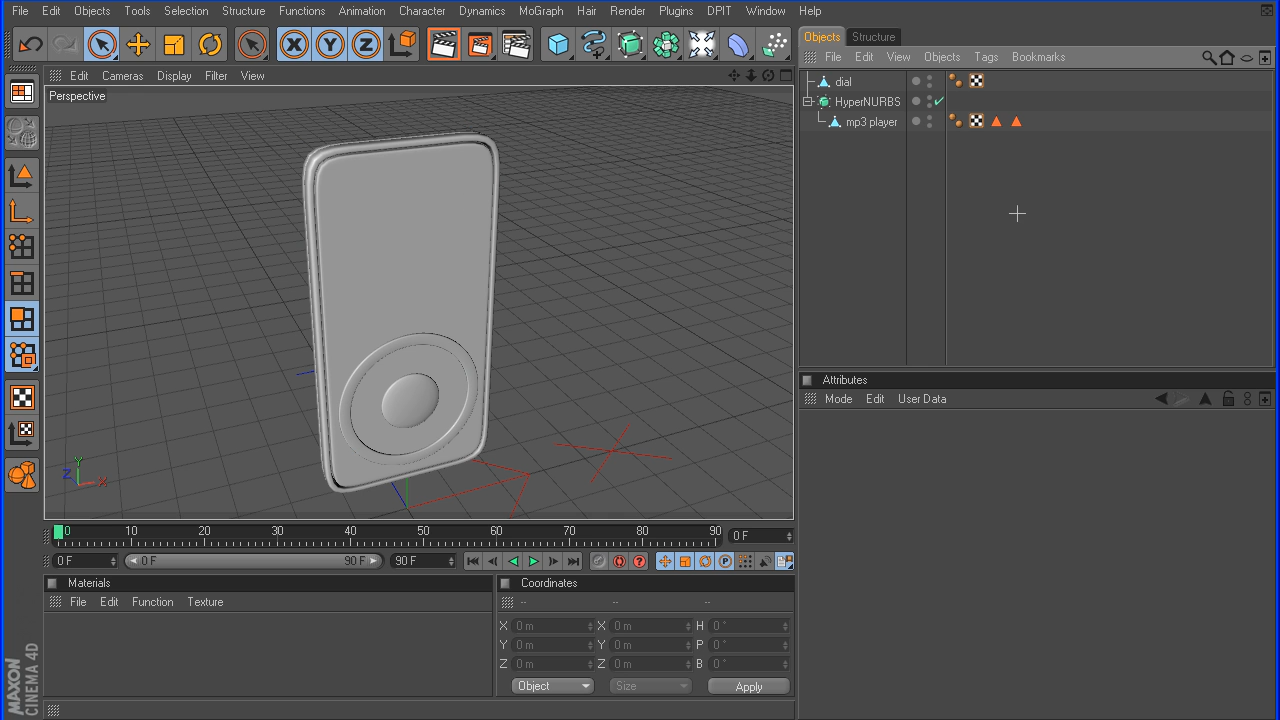 File Edit Objects Tools Selection Structure Functions Animation Character Dynamics MoGraph Hair Render Plugins DPIT Window Help
X Y Z
Objects Structure
File Edit View Objects Tags Bookmarks
Edit Cameras Display Filter View
Perspective
dial
HyperNURBS
mp3 player
Attributes
Mode Edit User Data
Y
Z X
0 10 20 30 40 50 60 70 80 90 0 F
0 F 0 F 90 F 90 F
Materials
File Edit Function Texture
Coordinates
-- -- --
X 0 m X 0 m H 0 °
Y 0 m Y 0 m P 0 °
Z 0 m Z 0 m B 0 °
Object Size Apply
MAXON
CINEMA 4D